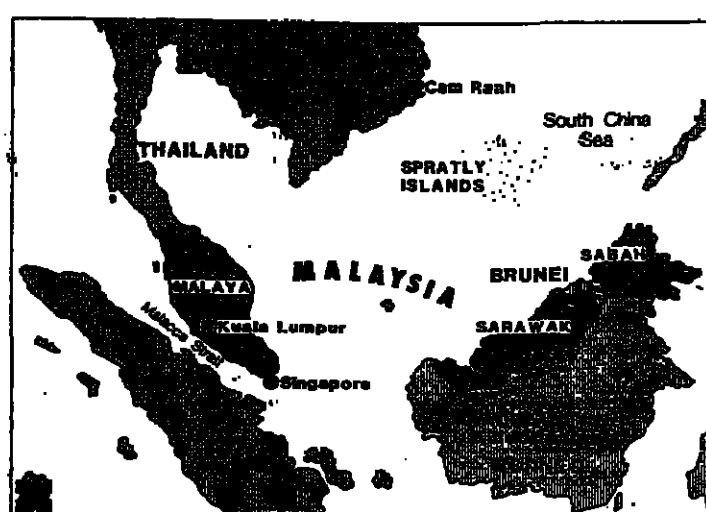 Cam Ranh
South China
Sea
THAILAND
SPRATLY
ISLANDS
SABAH
MALAYSIA
BRUNEI
MALAYA
Malacca Strait
Kuala Lumpur
SARAWAK
Singapore